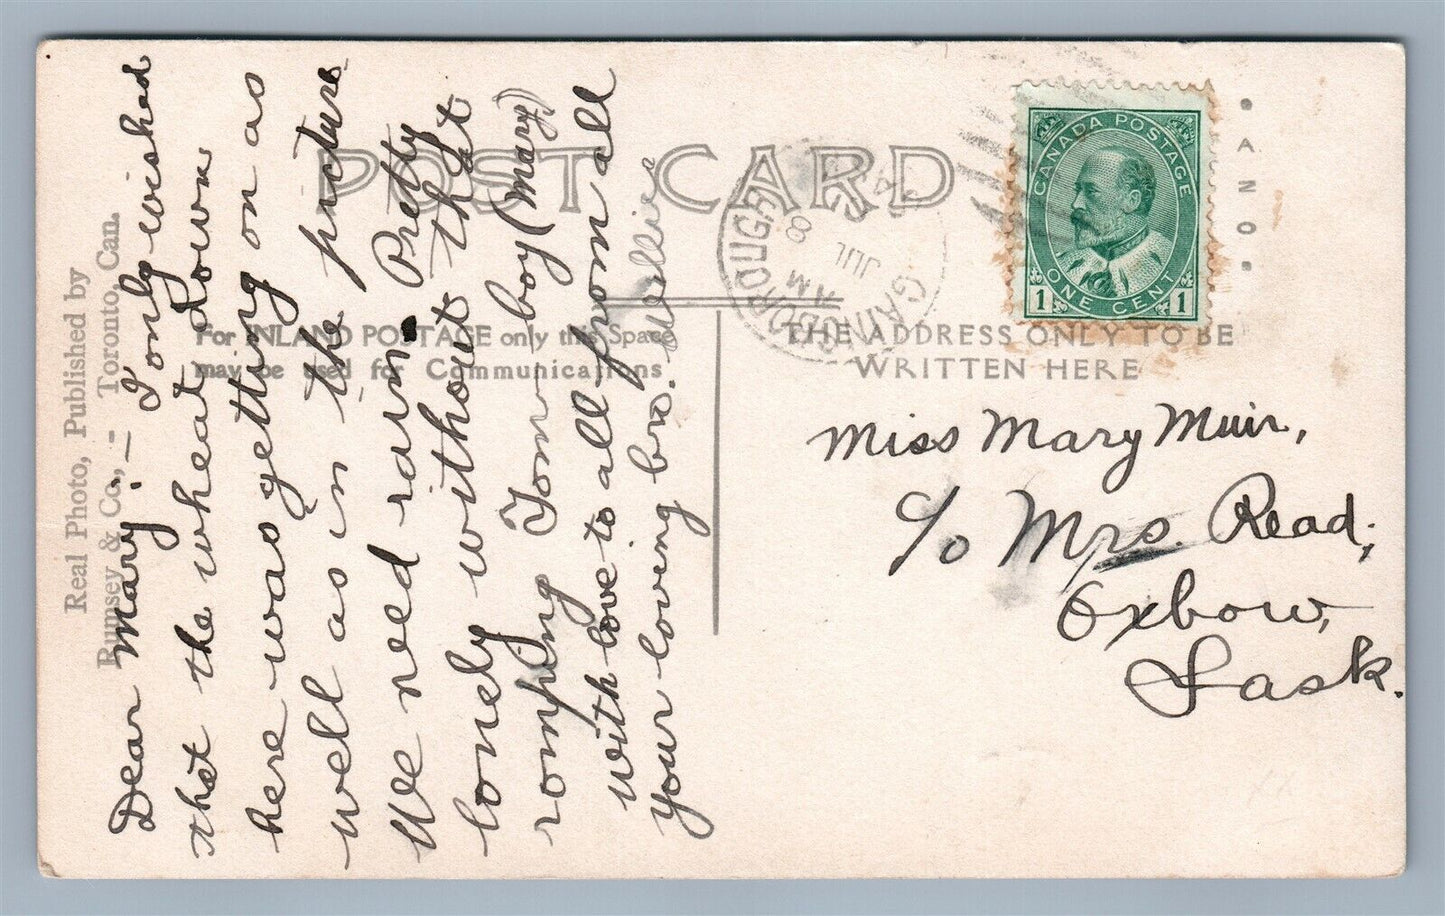 Dear Mary:– I only wished
that the wheat down
here was getting on as
well as in the picture.
We need rain. Pretty
lonely without that
romping Tom boy (Mary.)
with love to all from all
your loving bro. Mellie
Real Photo, Published by
Rumsey & Co., Toronto, Can.
POST CARD
For INLAND POSTAGE only this Space
may be used for Communications
THE ADDRESS ONLY TO BE
WRITTEN HERE
GAINSBOROUGH
AM
8
JUL
CANADA POSTAGE
1 ONE CENT 1
Miss Mary Muir,
c/o Mrs. Read,
Oxbow,
Sask.